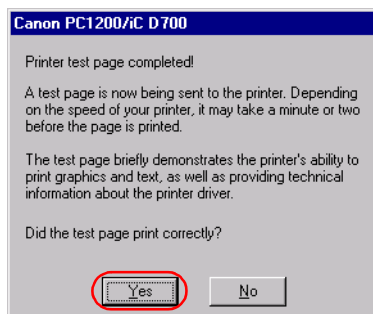 Canon PC1200/iC D700
Printer test page completed!
A test page is now being sent to the printer. Depending
on the speed of your printer, it may take a minute or two
before the page is printed.
The test page briefly demonstrates the printer's ability to
print graphics and text, as well as providing technical
information about the printer driver.
Did the test page print correctly?
Yes No